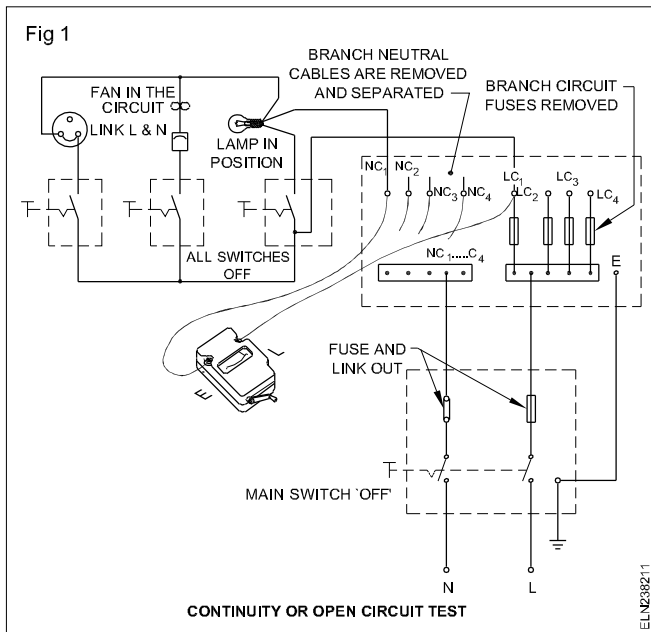 Fig 1
BRANCH NEUTRAL
CABLES ARE REMOVED
AND SEPARATED
BRANCH CIRCUIT
FUSES REMOVED
FAN IN THE
CIRCUIT
LINK L & N
LAMP IN
POSITION
NC1
NC2
NC3
NC4
LC1
LC2
LC3
LC4
ALL SWITCHES
OFF
NC1.....C4
E
L
E
FUSE AND
LINK OUT
MAIN SWITCH 'OFF'
N
L
CONTINUITY OR OPEN CIRCUIT TEST
ELN238211